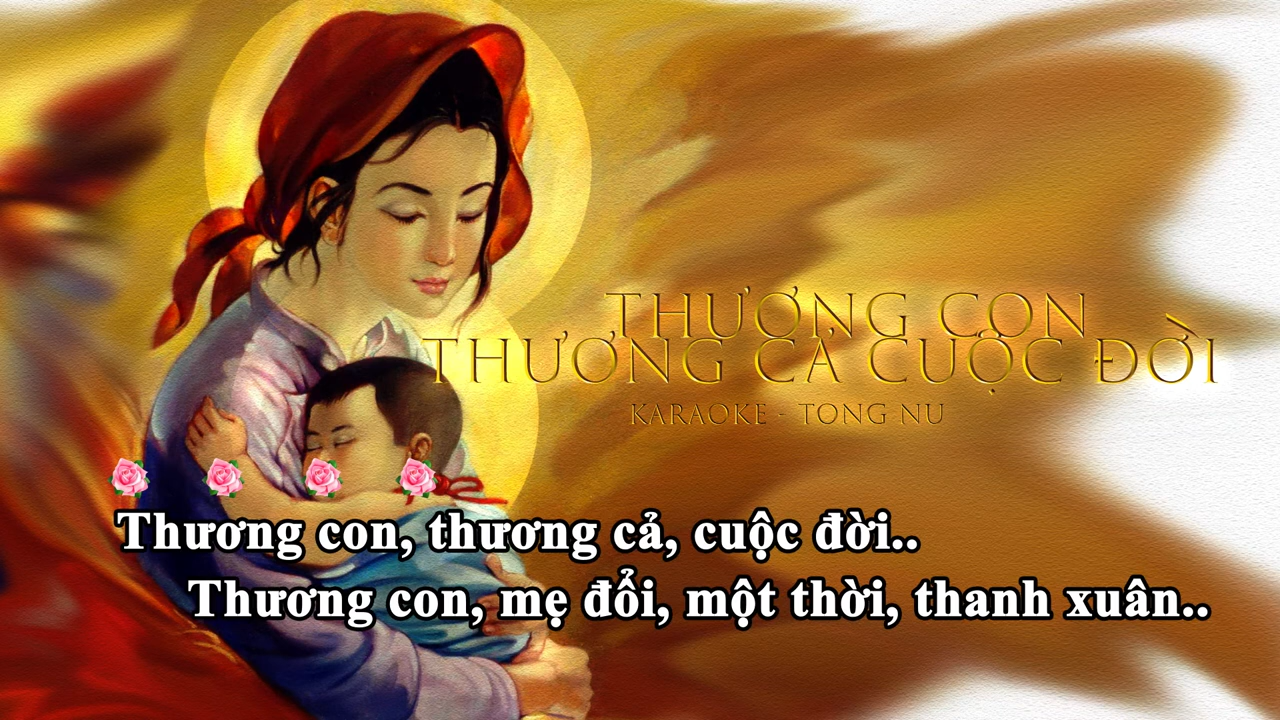 THƯƠNG CON
THƯƠNG CẢ CUỘC ĐỜI
KARAOKE - TONG NU
Thương con, thương cả, cuộc đời..
Thương con, mẹ đổi, một thời, thanh xuân..